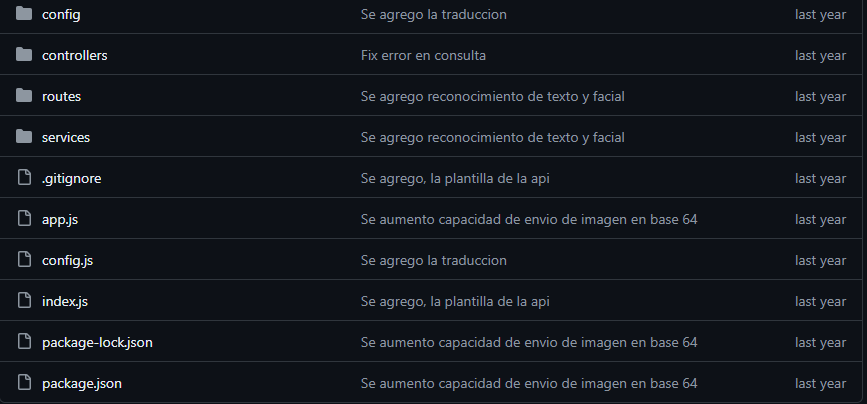 config Se agrego la traduccion last year
controllers Fix error en consulta last year
routes Se agrego reconocimiento de texto y facial last year
services Se agrego reconocimiento de texto y facial last year
.gitignore Se agrego, la plantilla de la api last year
app.js Se aumento capacidad de envio de imagen en base 64 last year
config.js Se agrego la traduccion last year
index.js Se agrego, la plantilla de la api last year
package-lock.json Se aumento capacidad de envio de imagen en base 64 last year
package.json Se aumento capacidad de envio de imagen en base 64 last year